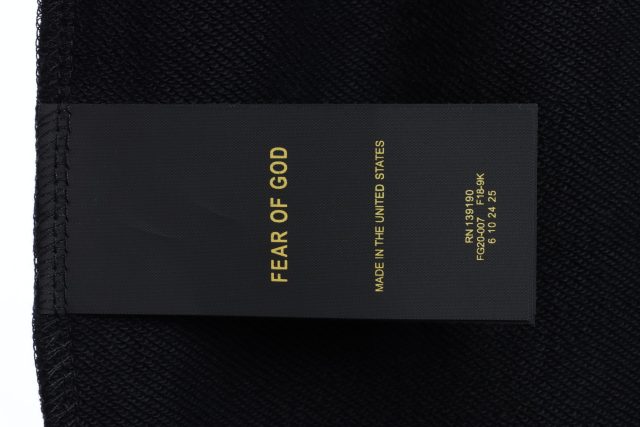 FEAR OF GOD
MADE IN THE UNITED STATES
RN 139190
FG20-007 F18-9K
6 10 24 25